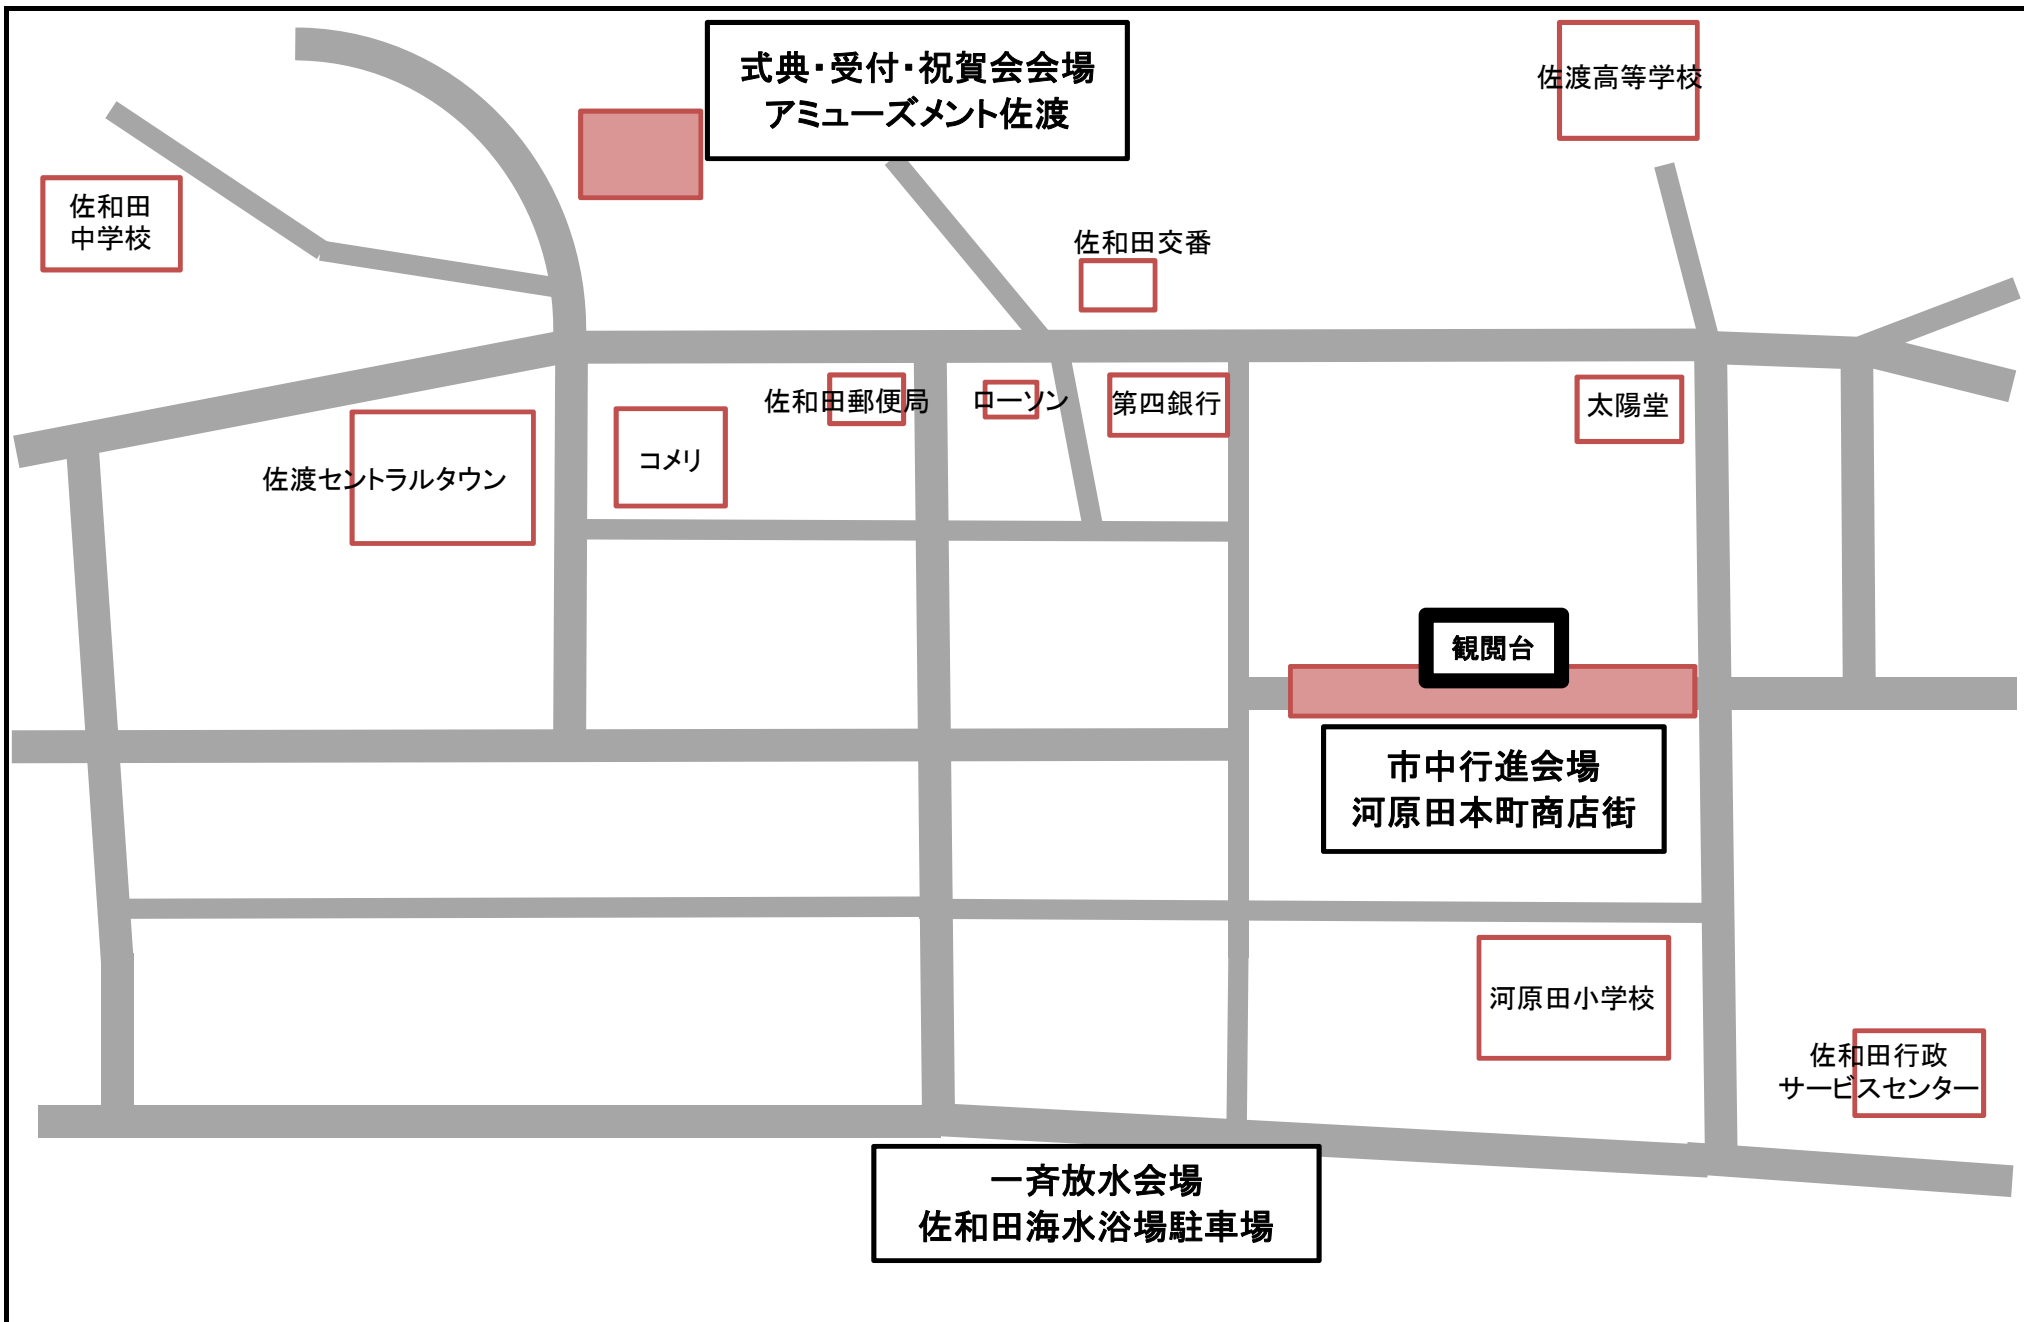 式典・受付・祝賀会会場
アミューズメント佐渡
佐渡高等学校
佐和田
中学校
佐和田交番
佐和田郵便局
ローソン
第四銀行
太陽堂
佐渡セントラルタウン
コメリ
観閲台
市中行進会場
河原田本町商店街
河原田小学校
佐和田行政
サービスセンター
一斉放水会場
佐和田海水浴場駐車場